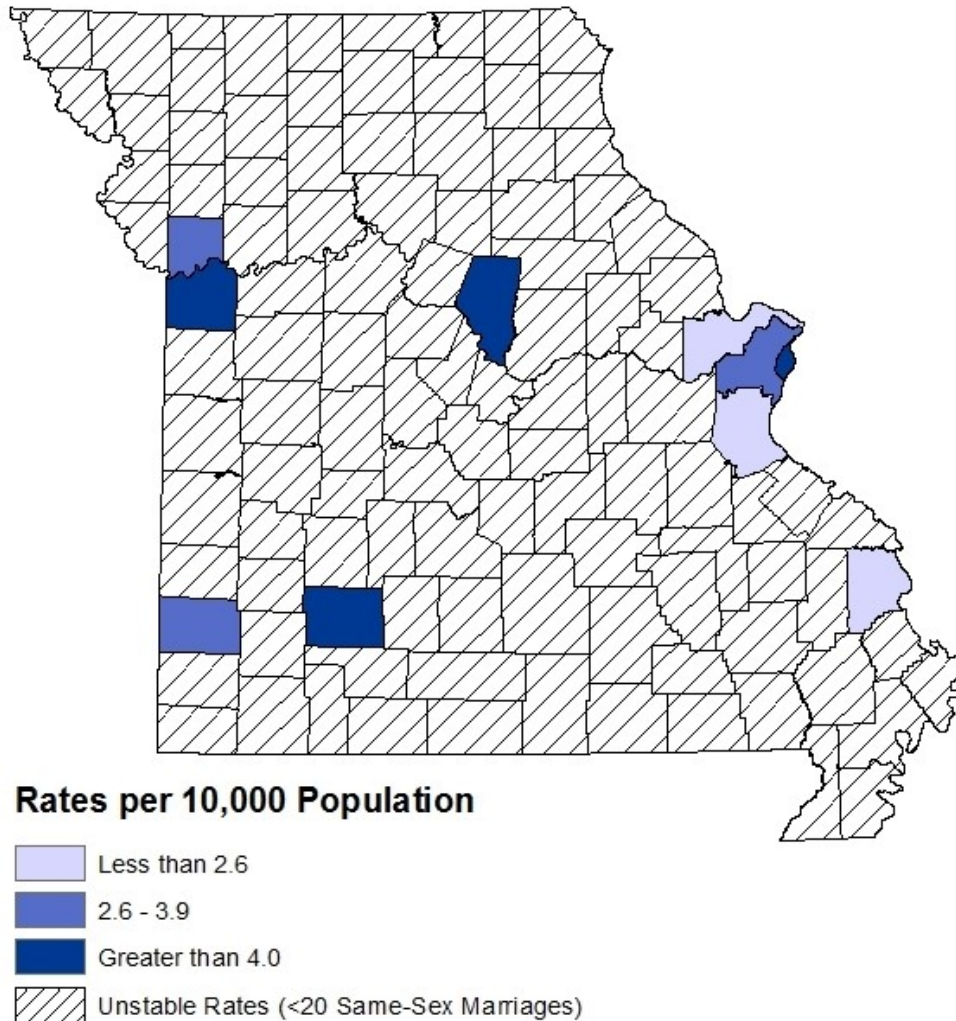 Rates per 10,000 Population
Less than 2.6
2.6 - 3.9
Greater than 4.0
Unstable Rates (<20 Same-Sex Marriages)